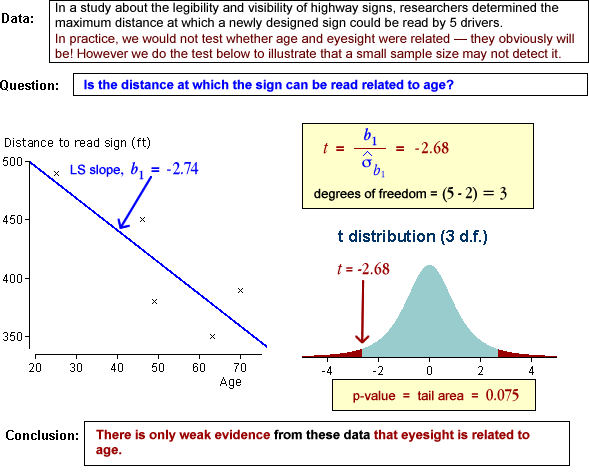 Data:
In a study about the legibility and visibility of highway signs, researchers determined the
maximum distance at which a newly designed sign could be read by 5 drivers.
In practice, we would not test whether age and eyesight were related — they obviously will
be! However we do the test below to illustrate that a small sample size may not detect it.
Question:
Is the distance at which the sign can be read related to age?
Distance to read sign (ft)
500
450
400
350
LS slope, b₁ = -2.74
20 30 40 50 60 70
Age
t = b₁ / σ̂b₁ = -2.68
degrees of freedom = (5 - 2) = 3
t distribution (3 d.f.)
t = -2.68
-4 -2 0 2 4
p-value = tail area = 0.075
Conclusion:
There is only weak evidence from these data that eyesight is related to
age.